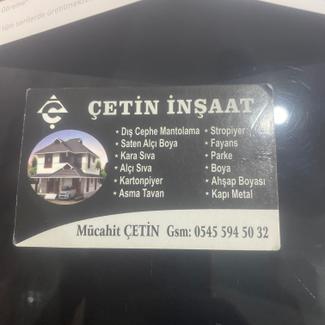 ÇETİN İNŞAAT
• Dış Cephe Mantolama
• Saten Alçı Boya
• Kara Sıva
• Alçı Sıva
• Kartonpiyer
• Asma Tavan
• Stropiyer
• Fayans
• Parke
• Boya
• Ahşap Boyası
• Kapı Metal
Mücahit ÇETİN Gsm: 0545 594 50 32